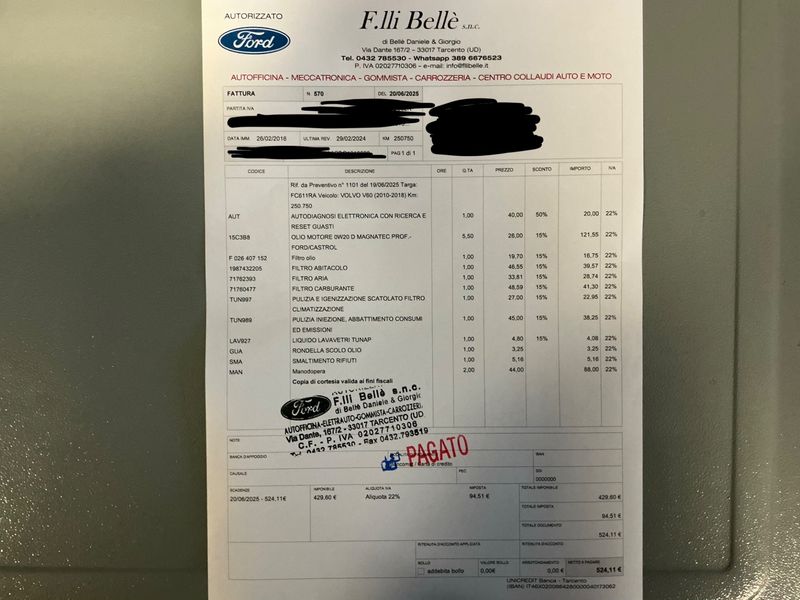 AUTORIZZATO
Ford
F.lli Bellè s.n.c.
di Bellè Daniele & Giorgio
Via Dante 167/2 – 33017 Tarcento (UD)
Tel. 0432 785530 - Whatsapp 389 6676523
P. IVA 02027710306 – e-mail: info@fllibelle.it
AUTOFFICINA - MECCATRONICA - GOMMISTA - CARROZZERIA - CENTRO COLLAUDI AUTO E MOTO
FATTURA N. 570 DEL 20/06/2025
PARTITA IVA
DATA IMM. 26/02/2018 ULTIMA REV. 29/02/2024 KM 250750
PAG 1 di 1
CODICE DESCRIZIONE ORE Q.TA PREZZO SCONTO IMPORTO IVA
Rif. da Preventivo n° 1101 del 19/06/2025 Targa:
FC611RA Veicolo: VOLVO V60 (2010-2018) Km:
250.750
AUT AUTODIAGNOSI ELETTRONICA CON RICERCA E 1,00 40,00 50% 20,00 22%
RESET GUASTI
15C3B8 OLIO MOTORE 0W20 D MAGNATEC PROF.- 5,50 26,00 15% 121,55 22%
FORD/CASTROL
F 026 407 152 Filtro olio 1,00 19,70 15% 16,75 22%
1987432205 FILTRO ABITACOLO 1,00 46,55 15% 39,57 22%
71762393 FILTRO ARIA 1,00 33,81 15% 28,74 22%
71760477 FILTRO CARBURANTE 1,00 48,59 15% 41,30 22%
TUN997 PULIZIA E IGENIZZAZIONE SCATOLATO FILTRO 1,00 27,00 15% 22,95 22%
CLIMATIZZAZIONE
TUN989 PULIZIA INIEZIONE, ABBATTIMENTO CONSUMI 1,00 45,00 15% 38,25 22%
ED EMISSIONI
LAV927 LIQUIDO LAVAVETRI TUNAP 1,00 4,80 15% 4,08 22%
GUA RONDELLA SCOLO OLIO 1,00 3,25 3,25 22%
SMA SMALTIMENTO RIFIUTI 1,00 5,16 5,16 22%
MAN Manodopera 2,00 44,00 88,00 22%
Copia di cortesia valida ai fini fiscali
AUTORIZZ.
Ford
F.lli Bellè s.n.c.
di Bellè Daniele & Giorgio
AUTOFFICINA-ELETTRAUTO-GOMMISTA-CARROZZERI.
Via Dante, 167/2 - 33017 TARCENTO (UD
C.F. - P. IVA 02027710306
0432 785530 - Fax 0432.793519
NOTE
PAGATO
BANCA D'APPOGGIO IBAN
Carta di credito
CAUSALE PEC SDI
0000000
SCADENZE IMPONIBILE ALIQUOTA IVA IMPOSTA TOTALE IMPONIBILE
20/06/2025 - 524,11€ 429,60 € Aliquota 22% 94,51 € 429,60 €
TOTALE IMPOSTA
94,51 €
TOTALE DOCUMENTO
524,11 €
RITENUTA D'ACCONTO APPLICATA RITENUTA D'ACCONTO
BOLLO VALORE BOLLO ARROTONDAMENTO NETTO A PAGARE
addebita bollo 0,00€ 0,00 € 524,11 €
UNICREDIT Banca - Tarcento